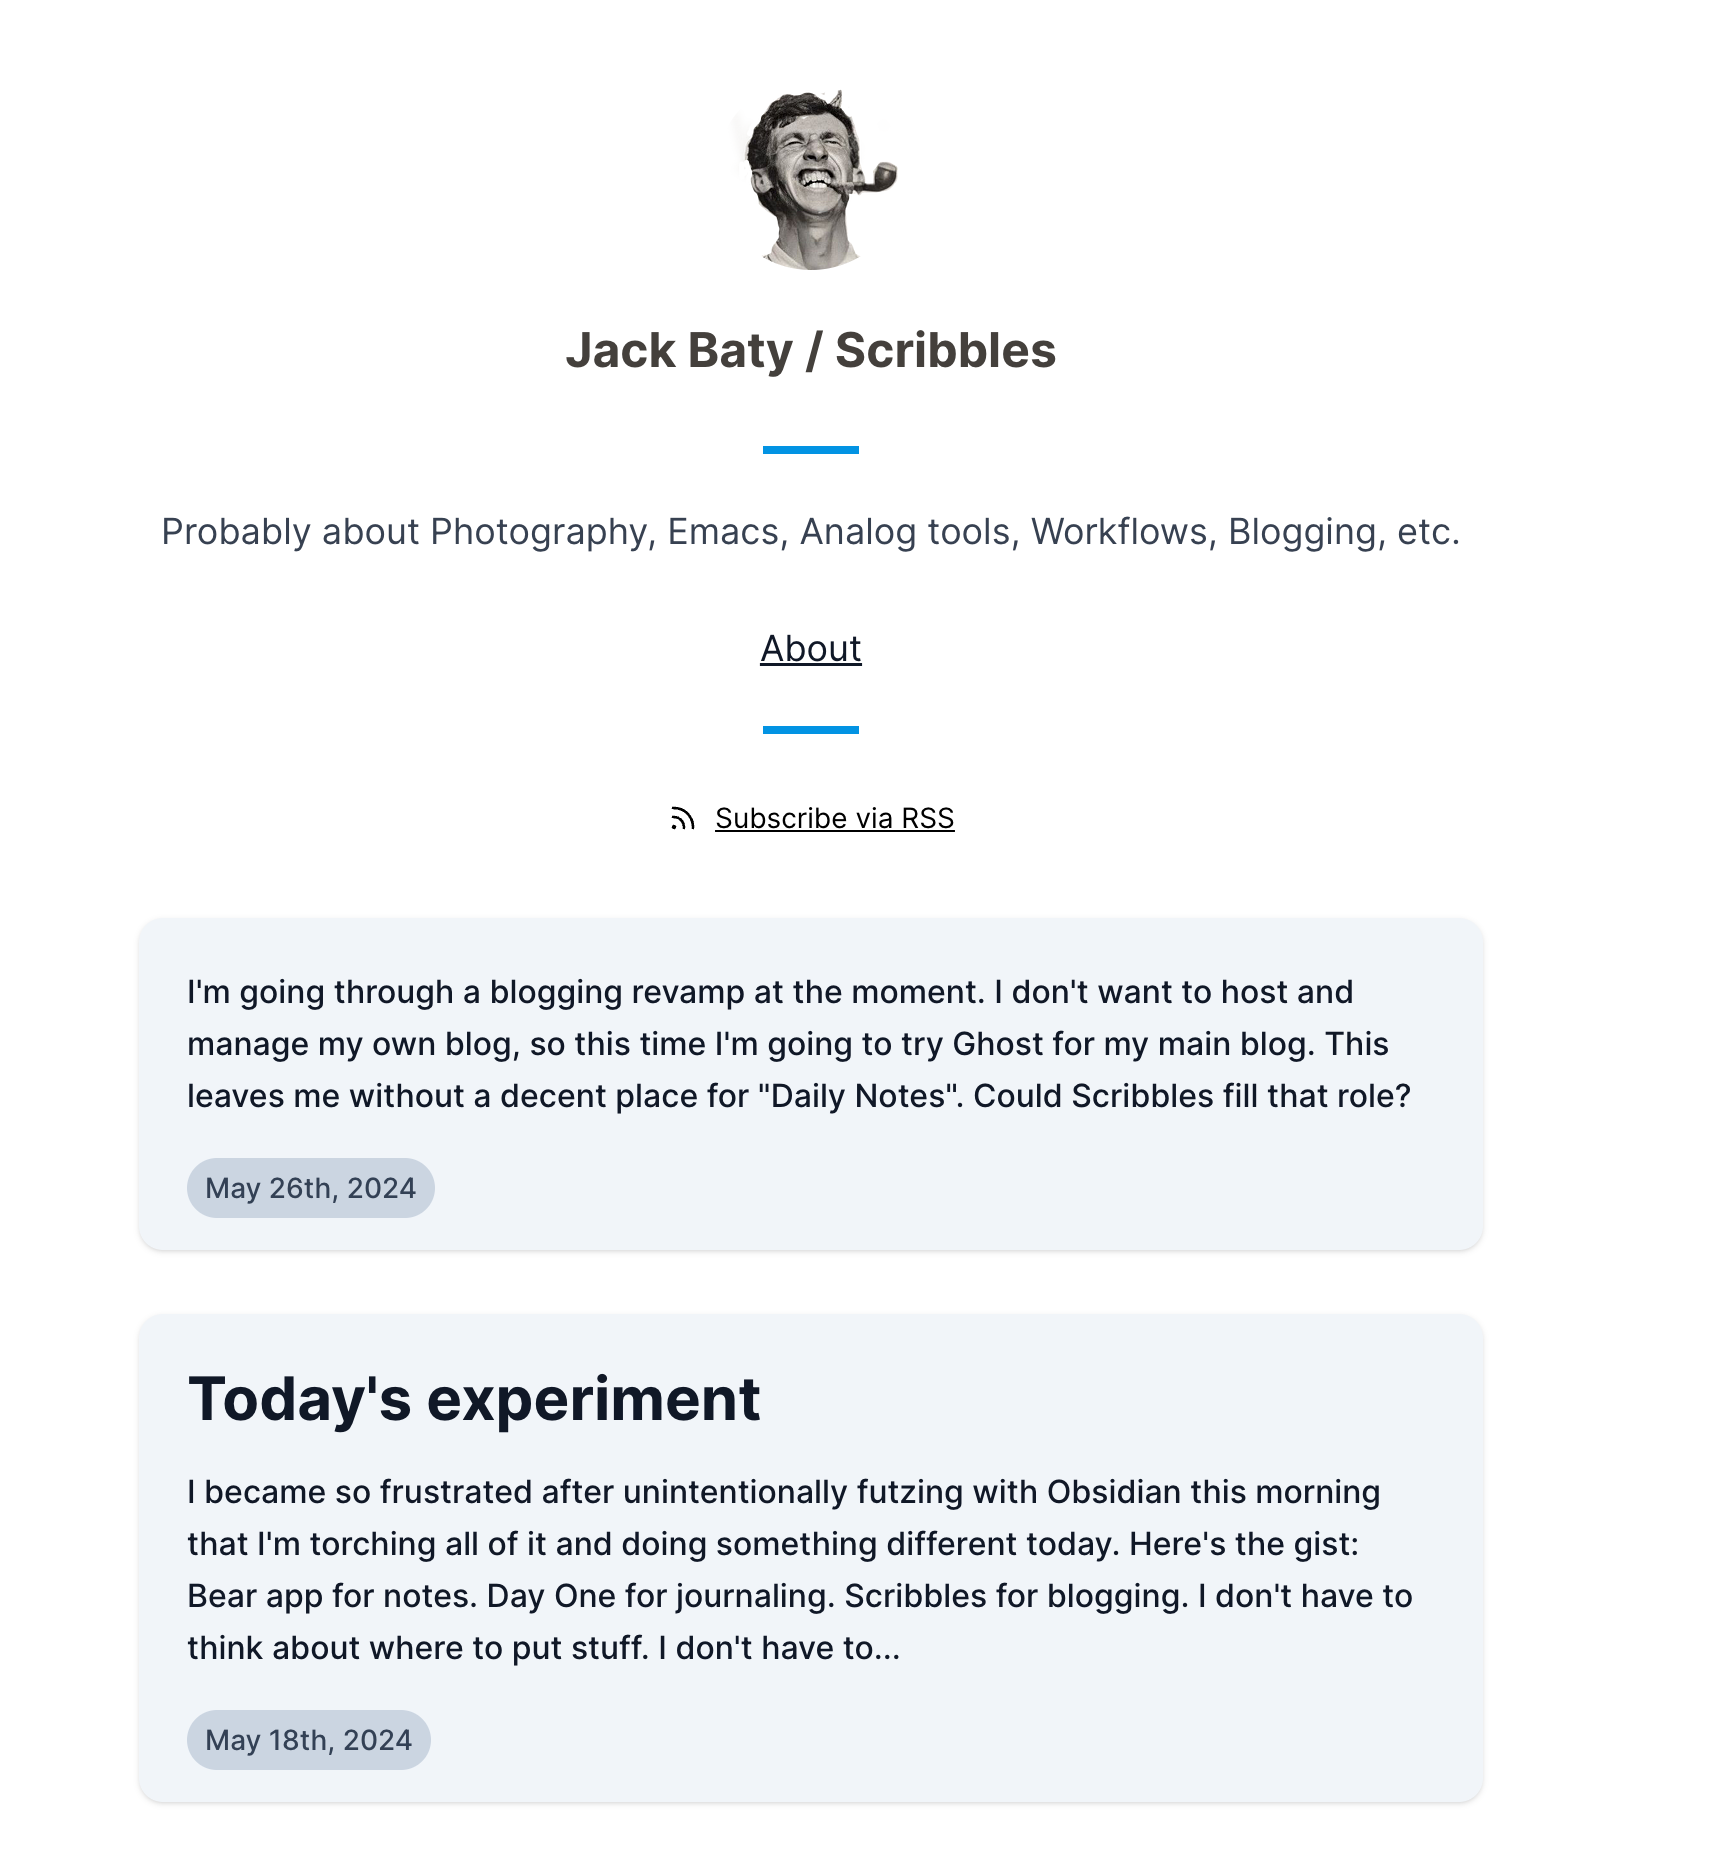 Jack Baty / Scribbles
Probably about Photography, Emacs, Analog tools, Workflows, Blogging, etc.
About
Subscribe via RSS
I'm going through a blogging revamp at the moment. I don't want to host and
manage my own blog, so this time I'm going to try Ghost for my main blog. This
leaves me without a decent place for "Daily Notes". Could Scribbles fill that role?
May 26th, 2024
Today's experiment
I became so frustrated after unintentionally futzing with Obsidian this morning
that I'm torching all of it and doing something different today. Here's the gist:
Bear app for notes. Day One for journaling. Scribbles for blogging. I don't have to
think about where to put stuff. I don't have to...
May 18th, 2024